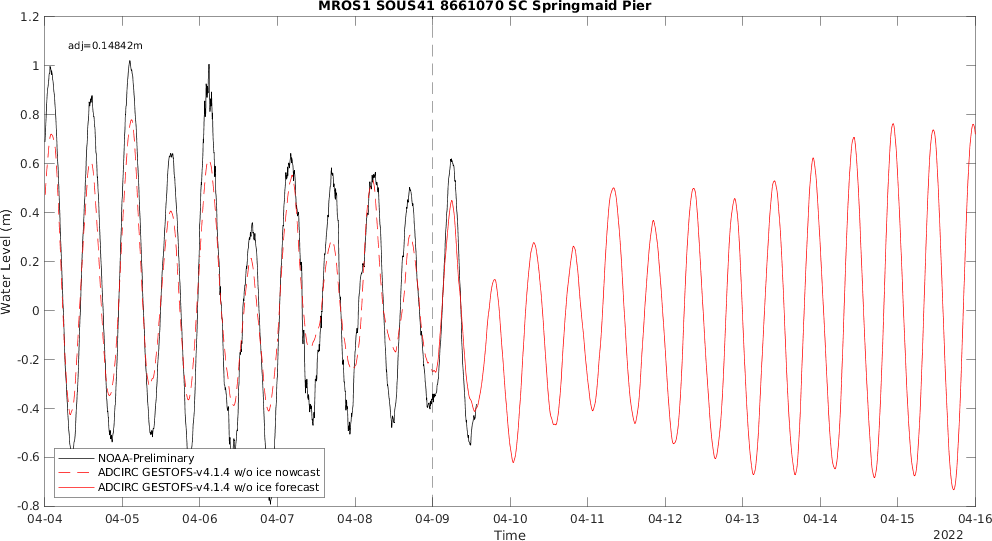 MROS1 SOUS41 8661070 SC Springmaid Pier
1.2
adj=0.14842m
1
0.8
0.6
0.4
0.2
0
-0.2
-0.4
-0.6
-0.8
Water Level (m)
NOAA-Preliminary
ADCIRC GESTOFS-v4.1.4 w/o ice nowcast
ADCIRC GESTOFS-v4.1.4 w/o ice forecast
04-04 04-05 04-06 04-07 04-08 04-09 04-10 04-11 04-12 04-13 04-14 04-15 04-16
Time
2022